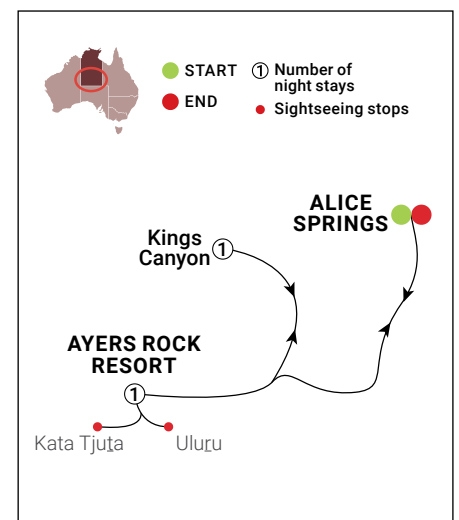 START
END
1 Number of
night stays
Sightseeing stops
ALICE
SPRINGS
Kings
Canyon 1
AYERS ROCK
RESORT
1
Kata Tjuṯa
Uluṟu